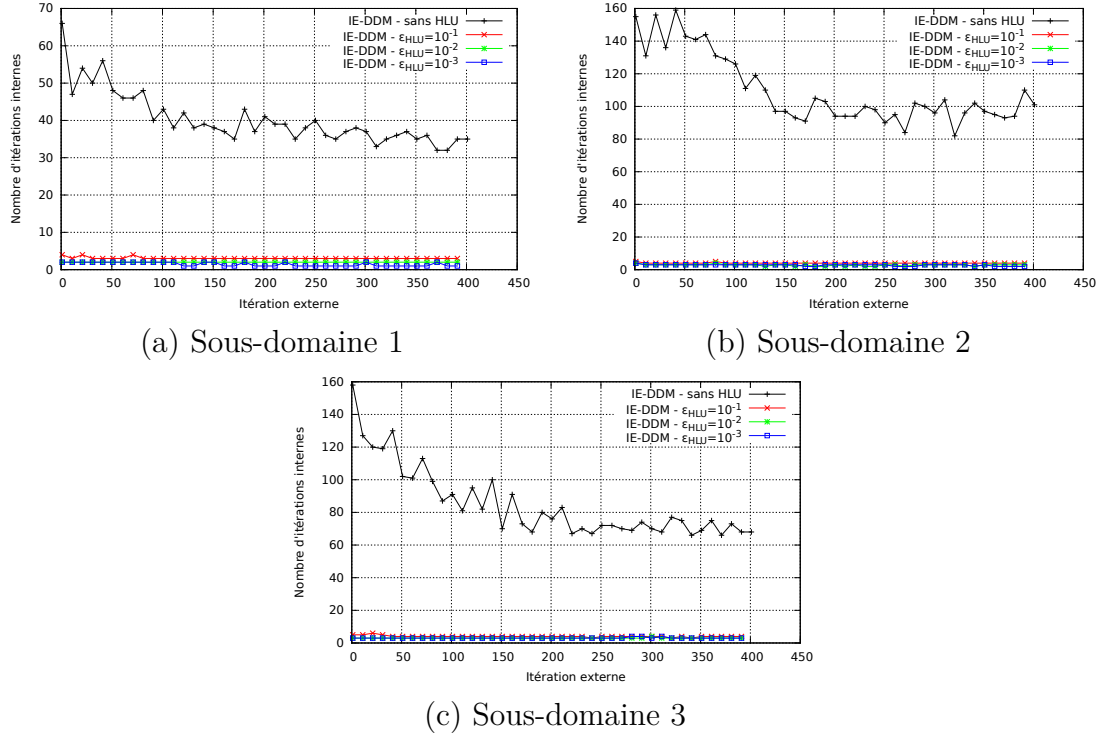 70
60
50
40
30
20
10
0
0 50 100 150 200 250 300 350 400 450
Nombre d'itérations internes
Itération externe
IE-DDM - sans HLU
IE-DDM - εHLU=10-1
IE-DDM - εHLU=10-2
IE-DDM - εHLU=10-3
(a) Sous-domaine 1
160
140
120
100
80
60
40
20
0
0 50 100 150 200 250 300 350 400 450
Nombre d'itérations internes
Itération externe
IE-DDM - sans HLU
IE-DDM - εHLU=10-1
IE-DDM - εHLU=10-2
IE-DDM - εHLU=10-3
(b) Sous-domaine 2
160
140
120
100
80
60
40
20
0
0 50 100 150 200 250 300 350 400 450
Nombre d'itérations internes
Itération externe
IE-DDM - sans HLU
IE-DDM - εHLU=10-1
IE-DDM - εHLU=10-2
IE-DDM - εHLU=10-3
(c) Sous-domaine 3